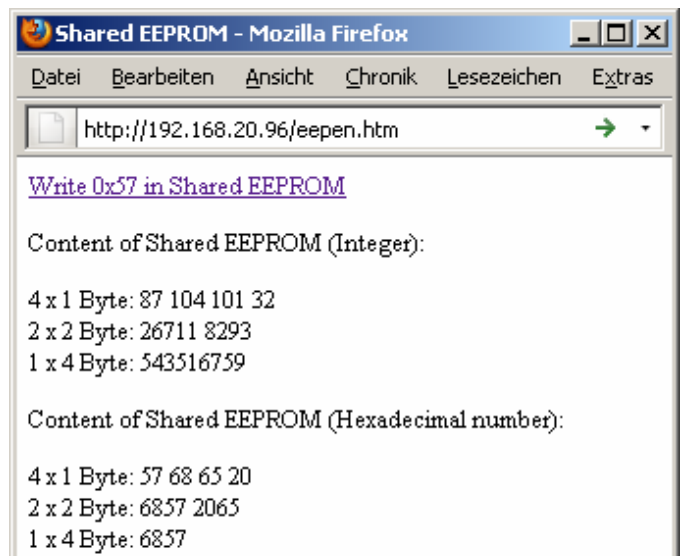 Shared EEPROM - Mozilla Firefox
Datei Bearbeiten Ansicht Chronik Lesezeichen Extras
http://192.168.20.96/eepen.htm
Write 0x57 in Shared EEPROM
Content of Shared EEPROM (Integer):
4 x 1 Byte: 87 104 101 32
2 x 2 Byte: 26711 8293
1 x 4 Byte: 543516759
Content of Shared EEPROM (Hexadecimal number):
4 x 1 Byte: 57 68 65 20
2 x 2 Byte: 6857 2065
1 x 4 Byte: 6857